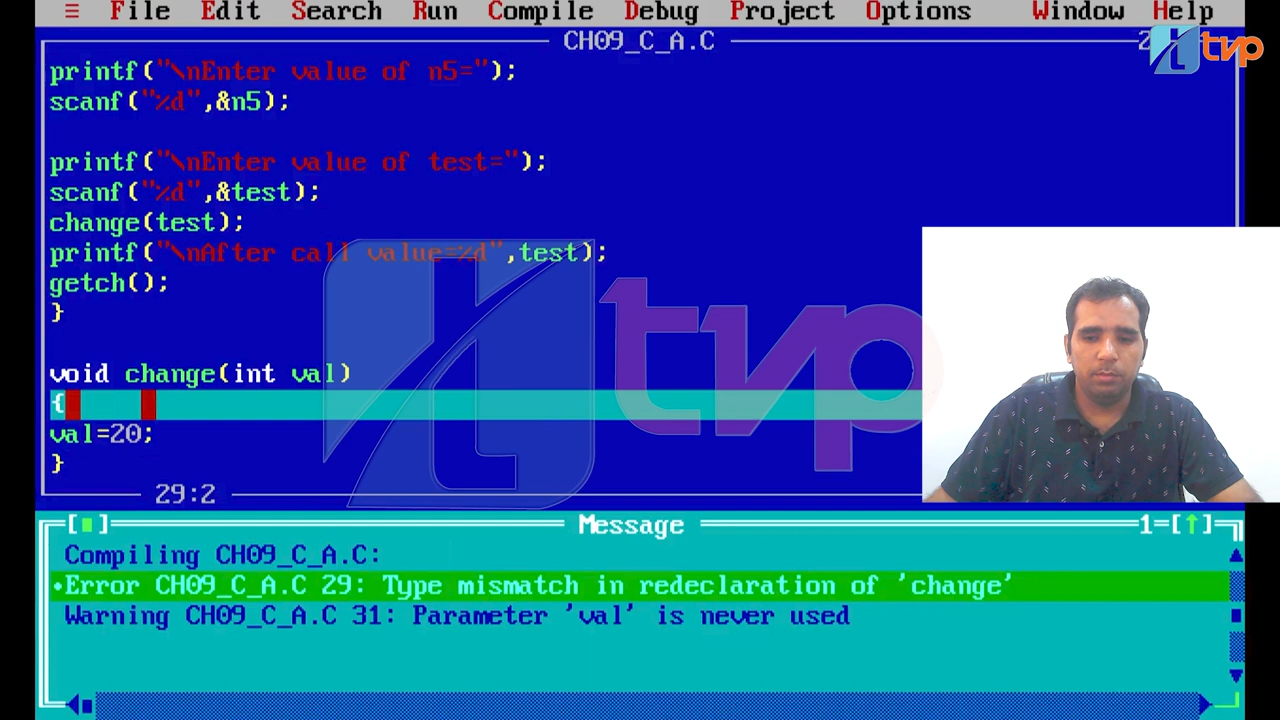 ≡ File Edit Search Run Compile Debug Project Options Window Help
CH09_C_A.C
tvp
printf("\nEnter value of n5=");
scanf("%d",&n5);
printf("\nEnter value of test=");
scanf("%d",&test);
change(test);
printf("\nAfter call value=%d",test);
getch();
}
void change(int val)
{
val=20;
}
29:2
tvp
[■] Message 1=[↑]
Compiling CH09_C_A.C:
•Error CH09_C_A.C 29: Type mismatch in redeclaration of 'change'
Warning CH09_C_A.C 31: Parameter 'val' is never used